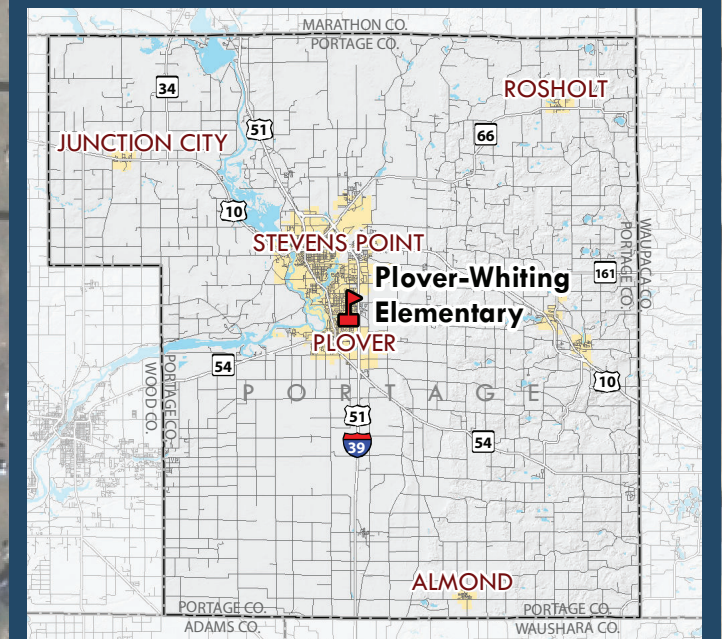 MARATHON CO.
PORTAGE CO.
34
ROSHOLT
51
66
JUNCTION CITY
10
STEVENS POINT
WAUPACA CO.
PORTAGE CO.
161
Plover-Whiting
Elementary
PLOVER
54
PORTAGE CO.
WOOD CO.
PORTAGE
10
51
39
54
ALMOND
PORTAGE CO.
ADAMS CO.
PORTAGE CO.
WAUSHARA CO.